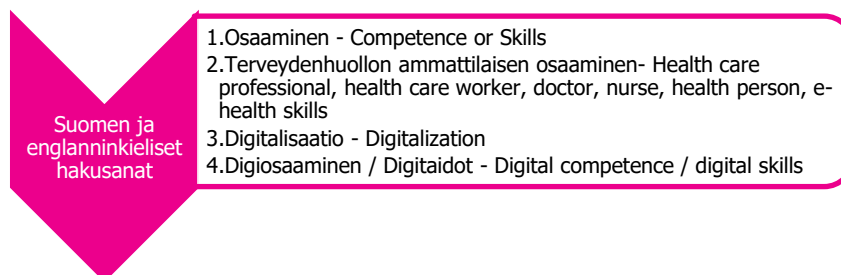 Suomen ja
englanninkieliset
hakusanat
1.Osaaminen - Competence or Skills
2.Terveydenhuollon ammattilaisen osaaminen- Health care
professional, health care worker, doctor, nurse, health person, e-
health skills
3.Digitalisaatio - Digitalization
4.Digiosaaminen / Digitaidot - Digital competence / digital skills